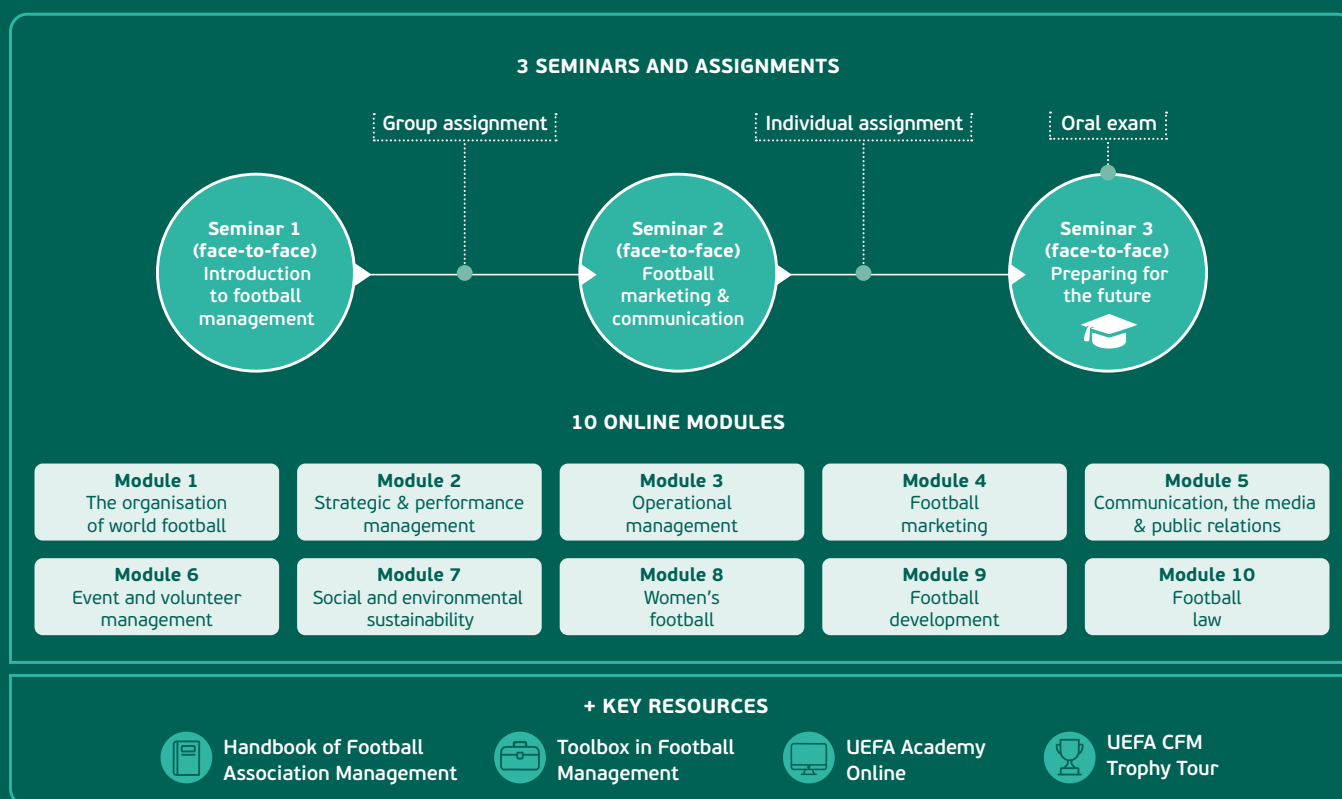 3 SEMINARS AND ASSIGNMENTS
Group assignment
Individual assignment
Oral exam
Seminar 1
(face-to-face)
Introduction
to football
management
Seminar 2
(face-to-face)
Football
marketing &
communication
Seminar 3
(face-to-face)
Preparing for
the future
10 ONLINE MODULES
Module 1
The organisation
of world football
Module 2
Strategic & performance
management
Module 3
Operational
management
Module 4
Football
marketing
Module 5
Communication, the media
& public relations
Module 6
Event and volunteer
management
Module 7
Social and environmental
sustainability
Module 8
Women's
football
Module 9
Football
development
Module 10
Football
law
+ KEY RESOURCES
Handbook of Football
Association Management
Toolbox in Football
Management
UEFA Academy
Online
UEFA CFM
Trophy Tour